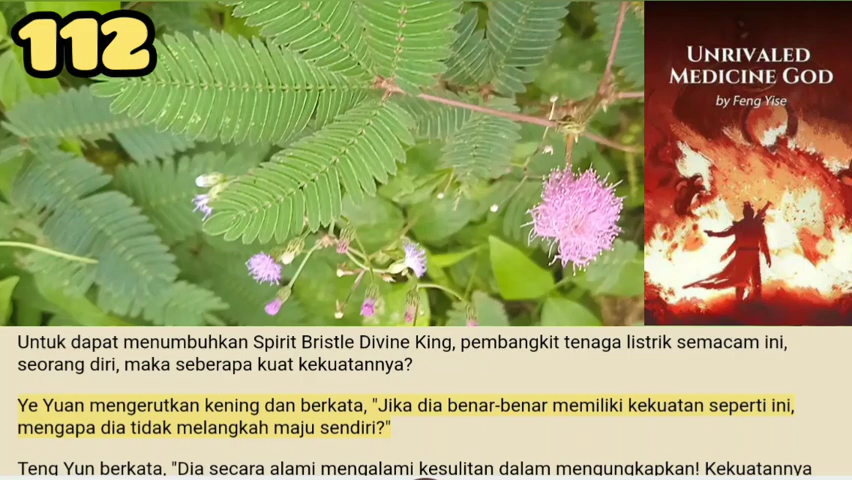 112
UNRIVALED
MEDICINE GOD
by Feng Yise
Untuk dapat menumbuhkan Spirit Bristle Divine King, pembangkit tenaga listrik semacam ini,
seorang diri, maka seberapa kuat kekuatannya?
Ye Yuan mengerutkan kening dan berkata, "Jika dia benar-benar memiliki kekuatan seperti ini,
mengapa dia tidak melangkah maju sendiri?"
Teng Yun berkata, "Dia secara alami mengalami kesulitan dalam mengungkapkan! Kekuatannya